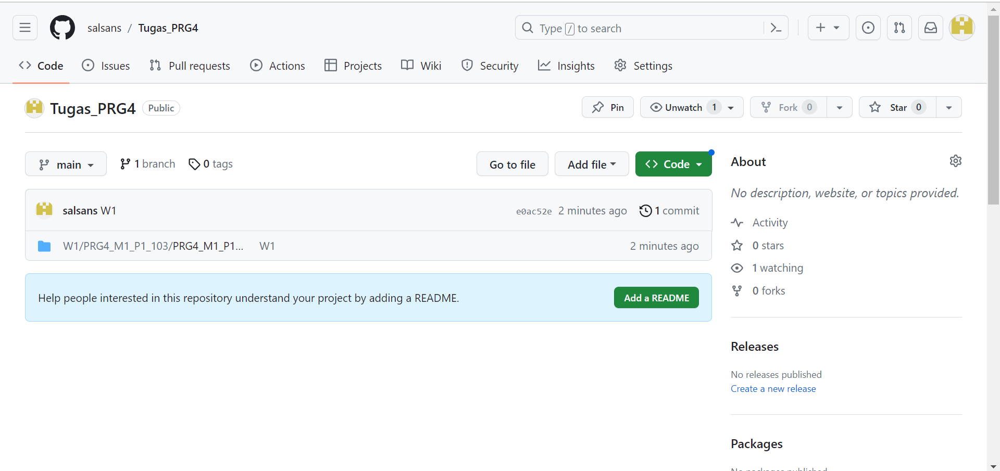 salsans / Tugas_PRG4
Type / to search
Code Issues Pull requests Actions Projects Wiki Security Insights Settings
Tugas_PRG4 Public
Pin Unwatch 1 Fork 0 Star 0
main 1 branch 0 tags
Go to file Add file Code
salsans W1 e0ac52e 2 minutes ago 1 commit
W1/PRG4_M1_P1_103/PRG4_M1_P1... W1 2 minutes ago
Help people interested in this repository understand your project by adding a README.
Add a README
About
No description, website, or topics provided.
Activity
0 stars
1 watching
0 forks
Releases
No releases published
Create a new release
Packages
No packages published